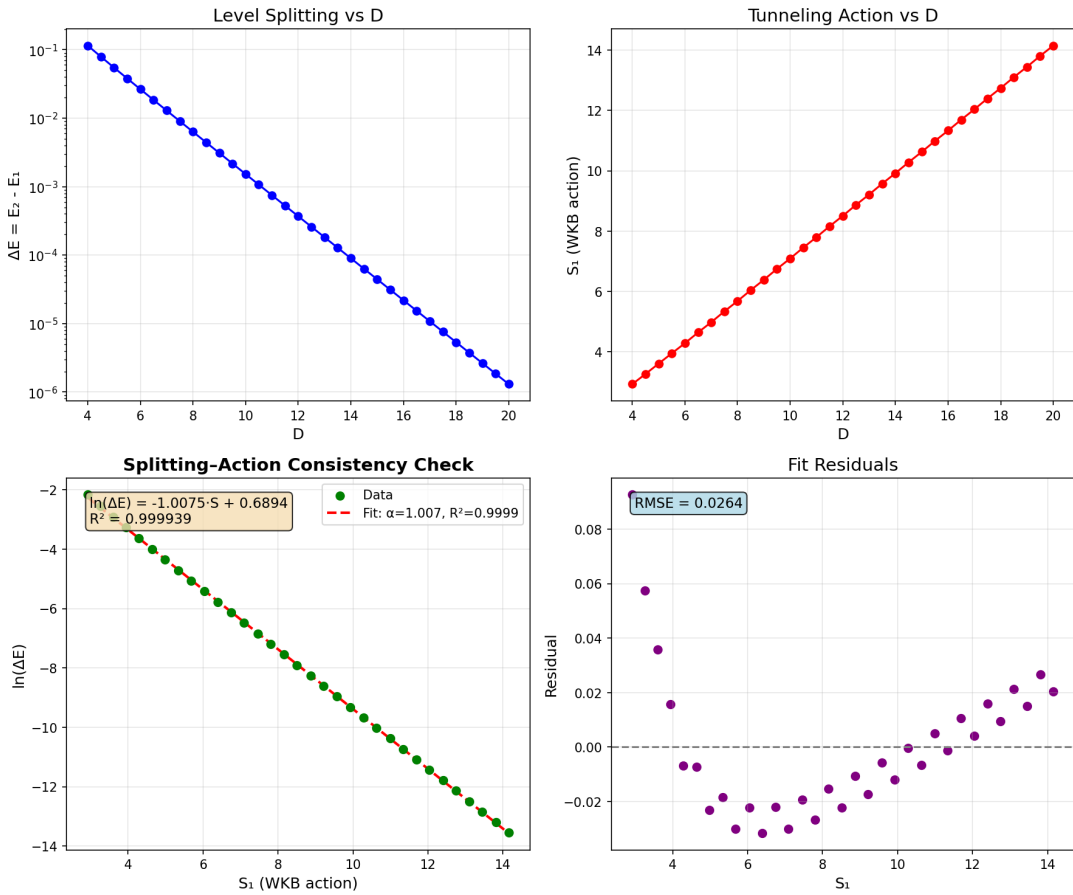 Level Splitting vs D
10⁻¹
10⁻²
10⁻³
10⁻⁴
10⁻⁵
10⁻⁶
ΔE = E₂ - E₁
4 6 8 10 12 14 16 18 20
D
Tunneling Action vs D
14
12
10
8
6
4
S₁ (WKB action)
4 6 8 10 12 14 16 18 20
D
Splitting–Action Consistency Check
ln(ΔE) = -1.0075·S + 0.6894
R² = 0.999939
Data
Fit: α=1.007, R²=0.9999
−2
−4
−6
−8
−10
−12
−14
ln(ΔE)
4 6 8 10 12 14
S₁ (WKB action)
Fit Residuals
RMSE = 0.0264
0.08
0.06
0.04
0.02
0.00
−0.02
Residual
4 6 8 10 12 14
S₁